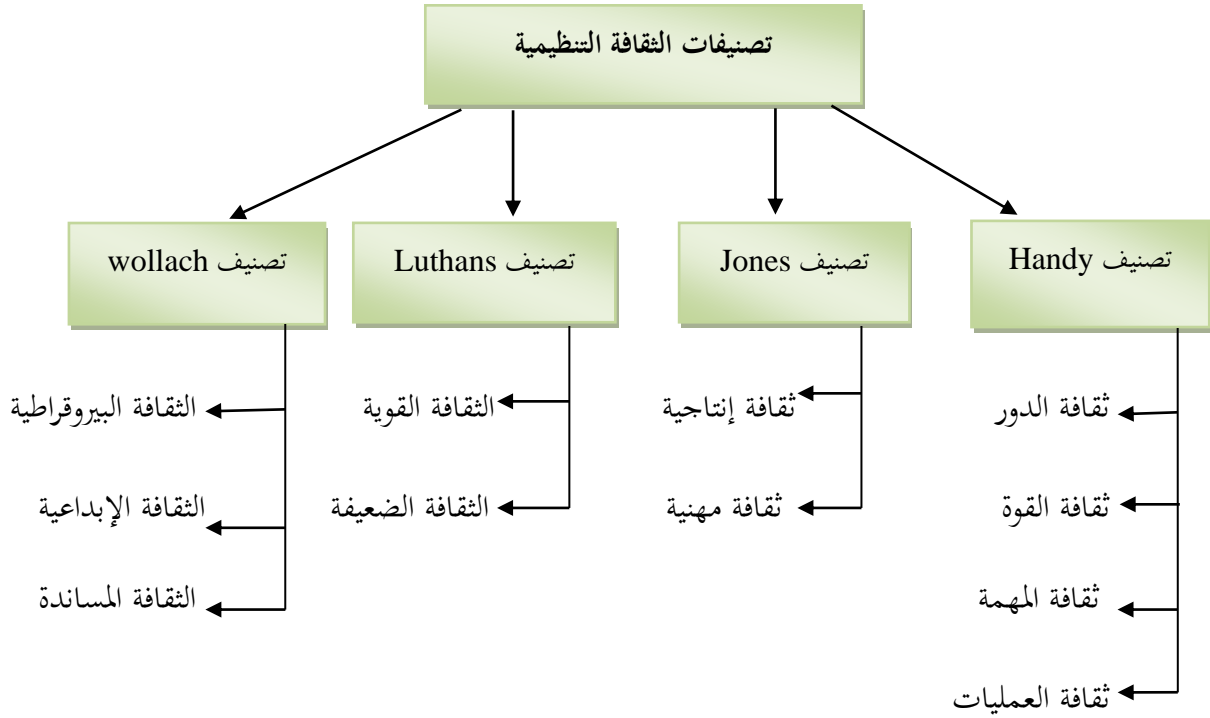 تصنيفات الثقافة التنظيمية
تصنيف Handy
ثقافة الدور
ثقافة القوة
ثقافة المهمة
ثقافة العمليات
تصنيف Jones
ثقافة إنتاجية
ثقافة مهنية
تصنيف Luthans
الثقافة القوية
الثقافة الضعيفة
تصنيف wollach
الثقافة البيروقراطية
الثقافة الإبداعية
الثقافة المساندة